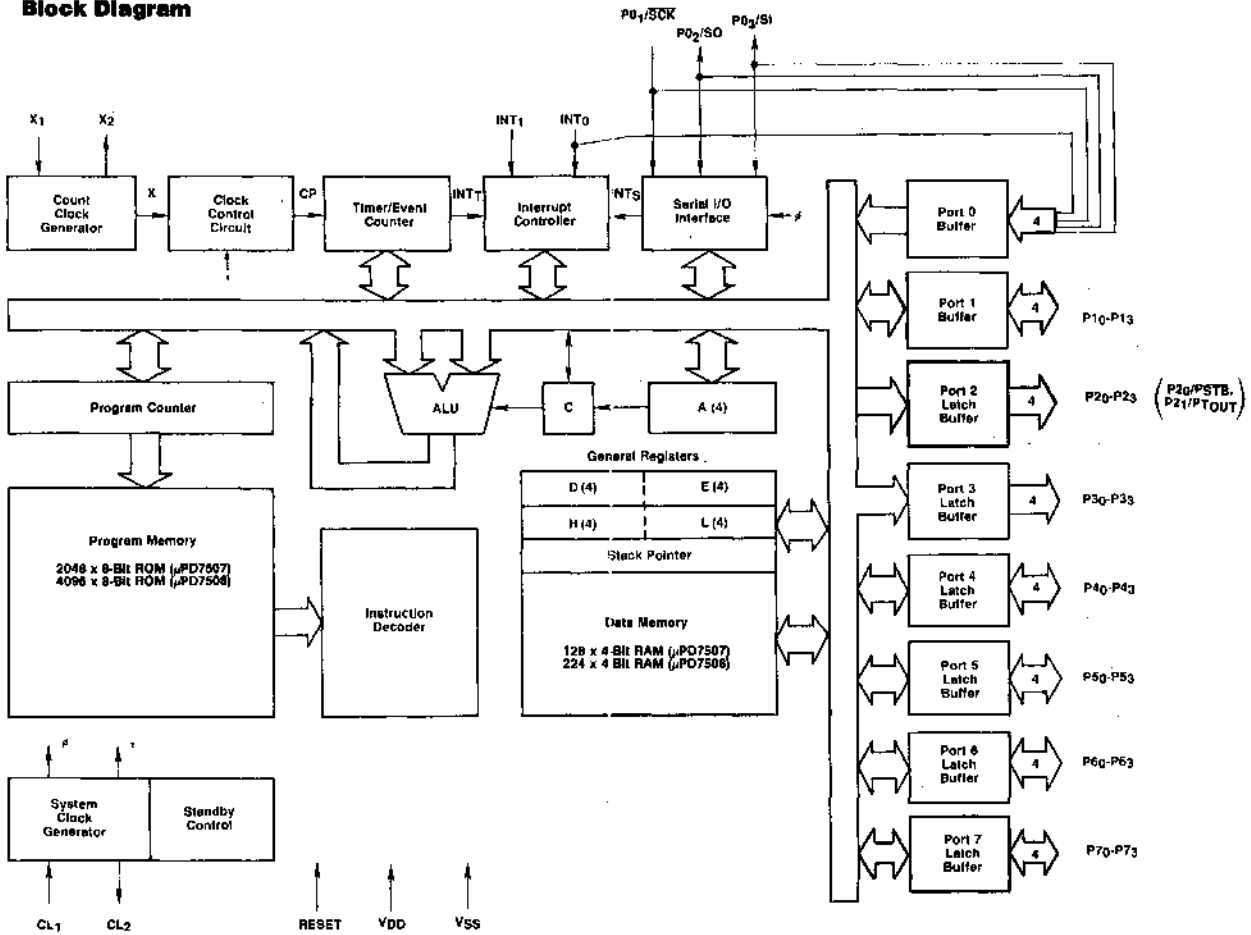 Block Diagram
P0₁/S̅C̅K̅
P0₂/SO
P0₃/SI
X₁
X₂
INT₁
INT₀
Count
Clock
Generator
X
Clock
Control
Circuit
CP
Timer/Event
Counter
INT_T
Interrupt
Controller
INT_S
Serial I/O
Interface
ϕ
Port 0
Buffer
4
Port 1
Buffer
4
P1₀-P1₃
Program Counter
ALU
C
A (4)
Port 2
Latch
Buffer
4
P2₀-P2₃
(P2₀/P̅S̅T̅B̅,
P2₁/PTOUT)
General Registers
D (4)
E (4)
H (4)
L (4)
Stack Pointer
Port 3
Latch
Buffer
4
P3₀-P3₃
Program Memory
2048 x 8-Bit ROM (μPD7507)
4096 x 8-Bit ROM (μPD7508)
Instruction
Decoder
Data Memory
128 x 4-Bit RAM (μPD7507)
224 x 4 Bit RAM (μPD7508)
Port 4
Latch
Buffer
4
P4₀-P4₃
Port 5
Latch
Buffer
4
P5₀-P5₃
ϕ
System
Clock
Generator
Standby
Control
Port 6
Latch
Buffer
4
P6₀-P6₃
Port 7
Latch
Buffer
4
P7₀-P7₃
CL₁
CL₂
RESET
VDD
VSS